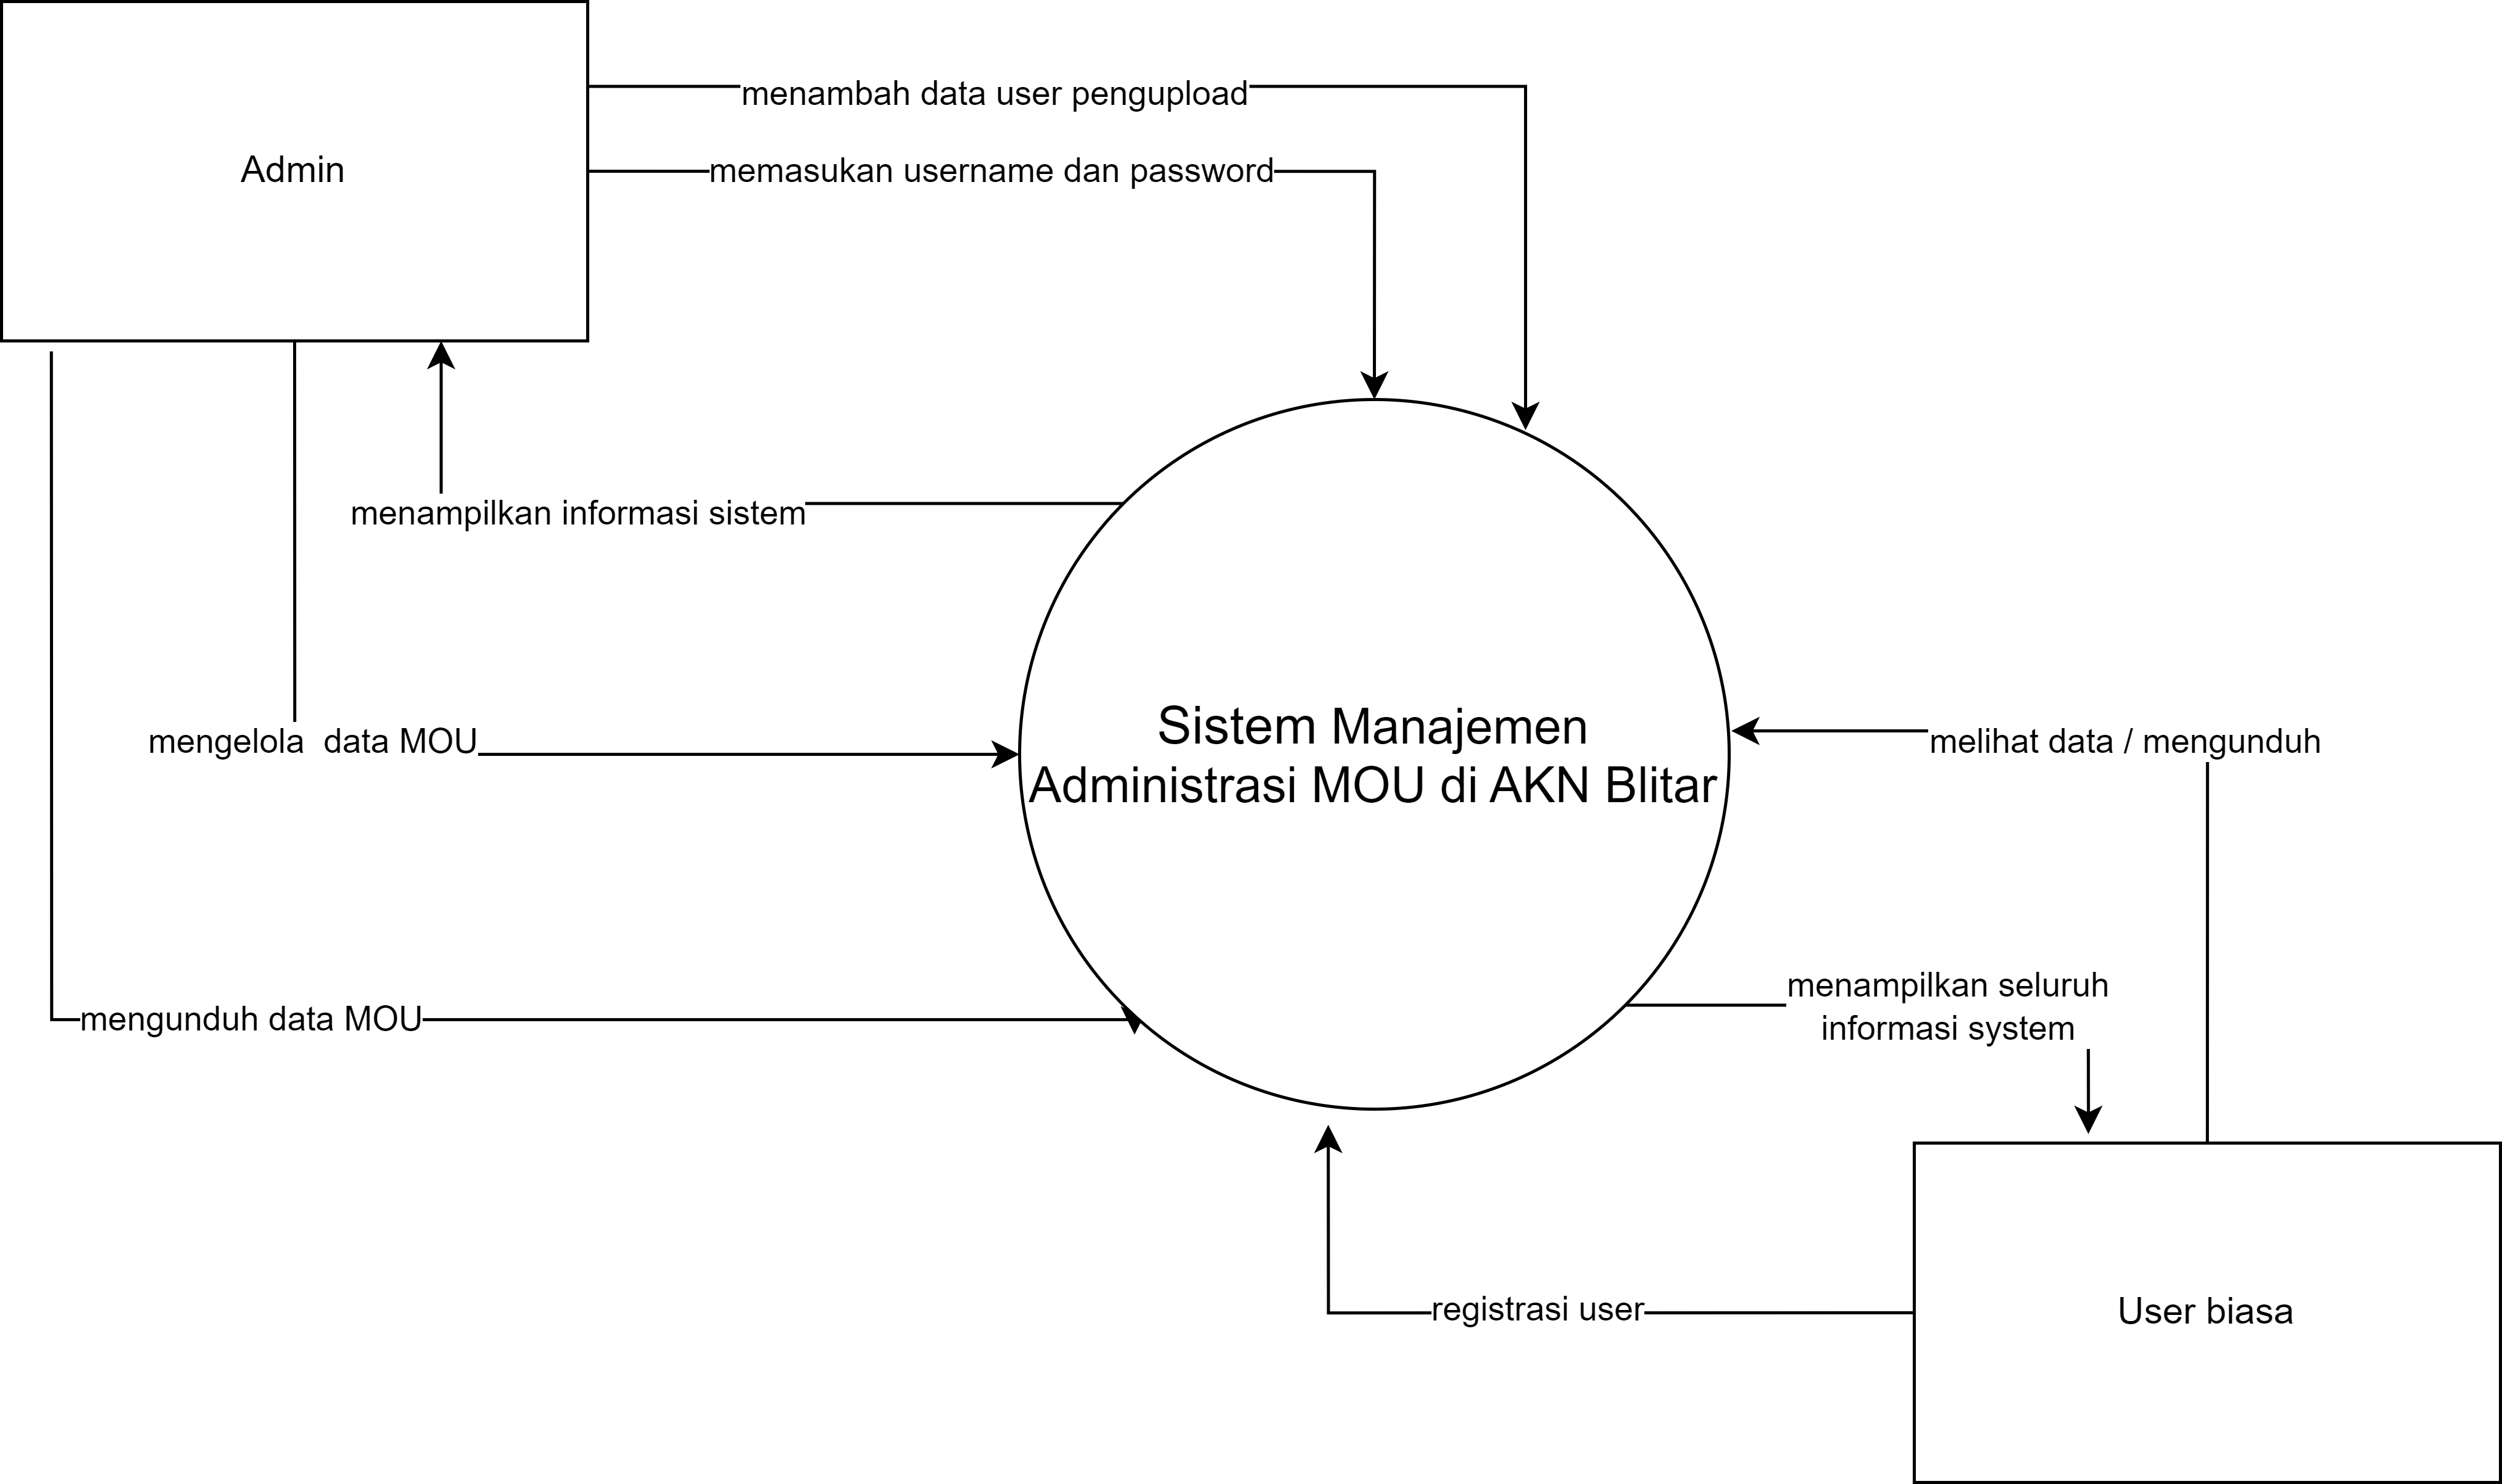 menambah data user pengupload
Admin
memasukan username dan password
menampilkan informasi sistem
Sistem Manajemen
Administrasi MOU di AKN Blitar
mengelola  data MOU
melihat data / mengunduh
menampilkan seluruh
informasi system
mengunduh data MOU
registrasi user
User biasa